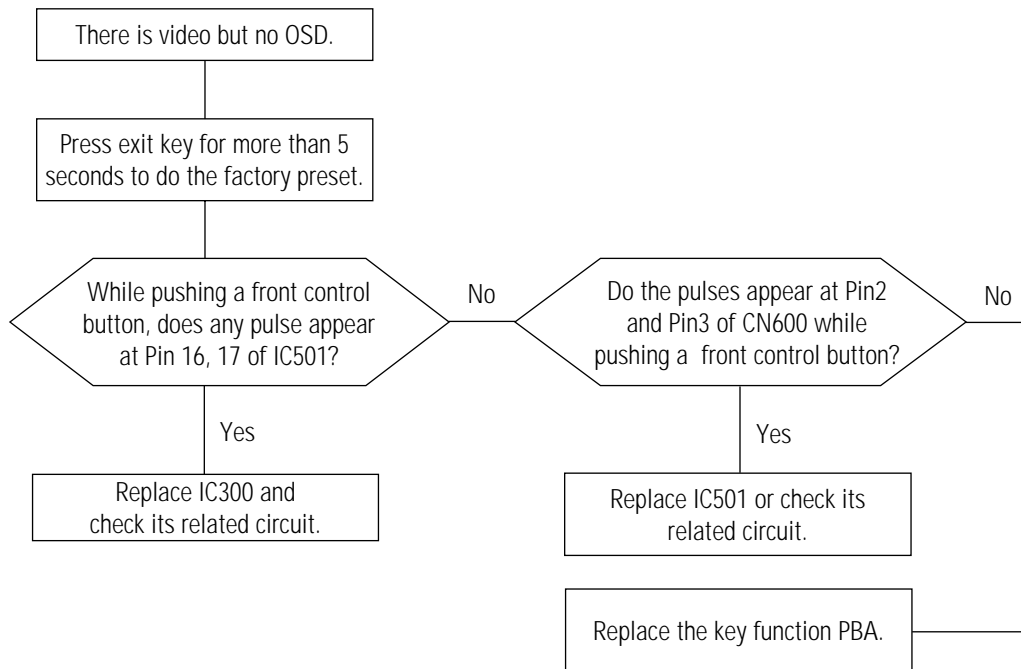 There is video but no OSD.
Press exit key for more than 5
seconds to do the factory preset.
While pushing a front control
button, does any pulse appear
at Pin 16, 17 of IC501?
No
Do the pulses appear at Pin2
and Pin3 of CN600 while
pushing a front control button?
No
Yes
Replace IC300 and
check its related circuit.
Yes
Replace IC501 or check its
related circuit.
Replace the key function PBA.